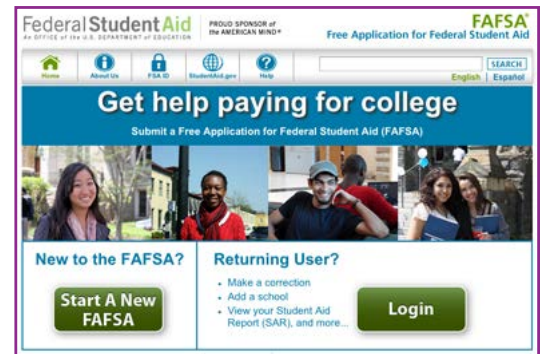 Federal Student Aid
An OFFICE of the U.S. DEPARTMENT of EDUCATION
PROUD SPONSOR of
the AMERICAN MIND®
FAFSA®
Free Application for Federal Student Aid
Home
About Us
FSA ID
StudentAid.gov
Help
SEARCH
English | Español
Get help paying for college
Submit a Free Application for Federal Student Aid (FAFSA)
New to the FAFSA?
Start A New
FAFSA
Returning User?
• Make a correction
• Add a school
• View your Student Aid
Report (SAR), and more...
Login